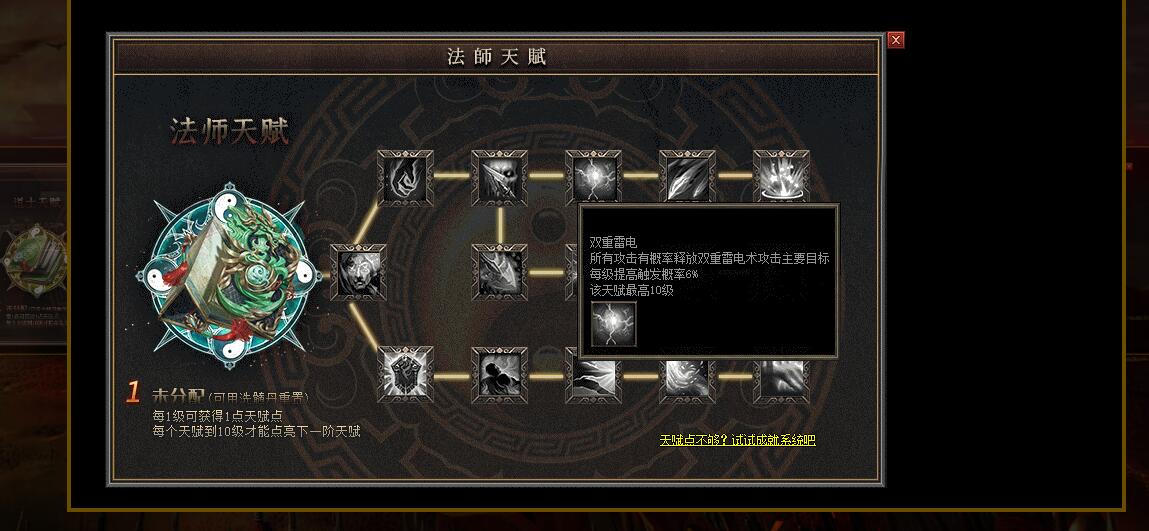 法師天賦
法师天赋
道士天赋
双重雷电
所有攻击有概率释放双重雷电术攻击主要目标
每级提高触发概率6%
该天赋最高10级
1 未分配(可用洗髓丹重置)
每1级可获得1点天赋点
每个天赋到10级才能点亮下一阶天赋
天赋点不够?试试成就系统吧